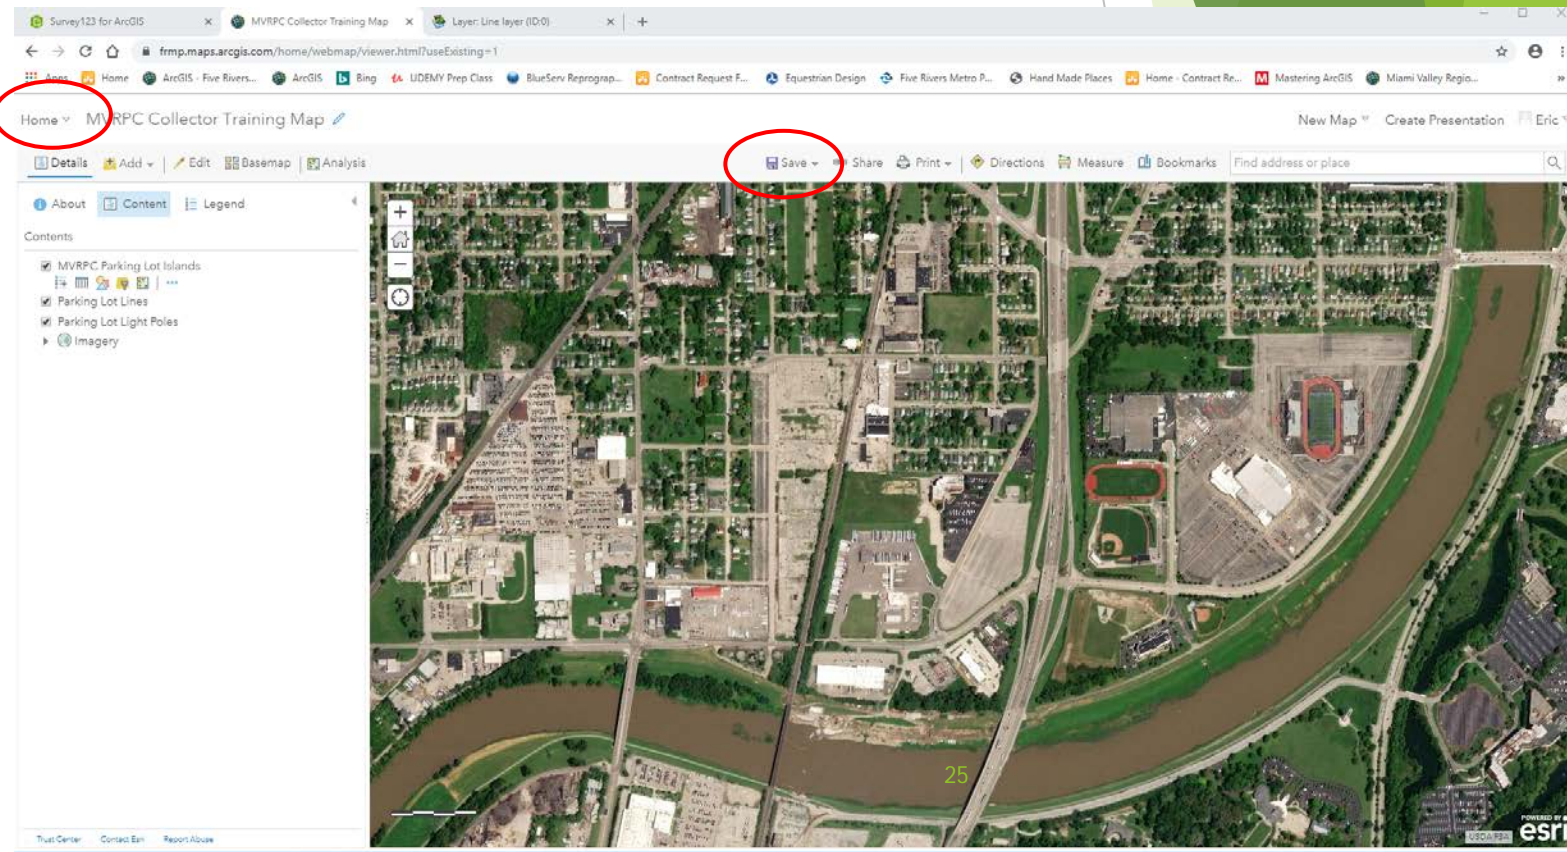 Survey123 for ArcGIS MVRPC Collector Training Map Layer: Line layer (ID:0)
frmp.maps.arcgis.com/home/webmap/viewer.html?useExisting=1
Apps Home ArcGIS - Five Rivers... ArcGIS Bing UDEMY Prep Class BlueServ Reprograp... Contract Request F... Equestrian Design Five Rivers Metro P... Hand Made Places Home - Contract Re... Mastering ArcGIS Miami Valley Regio...
Home MVRPC Collector Training Map New Map Create Presentation Eric
Details Add Edit Basemap Analysis Save Share Print Directions Measure Bookmarks Find address or place
About Content Legend
Contents
MVRPC Parking Lot Islands
Parking Lot Lines
Parking Lot Light Poles
Imagery
25
Trust Center Contact Esri Report Abuse
USDA FSA
POWERED BY
esri